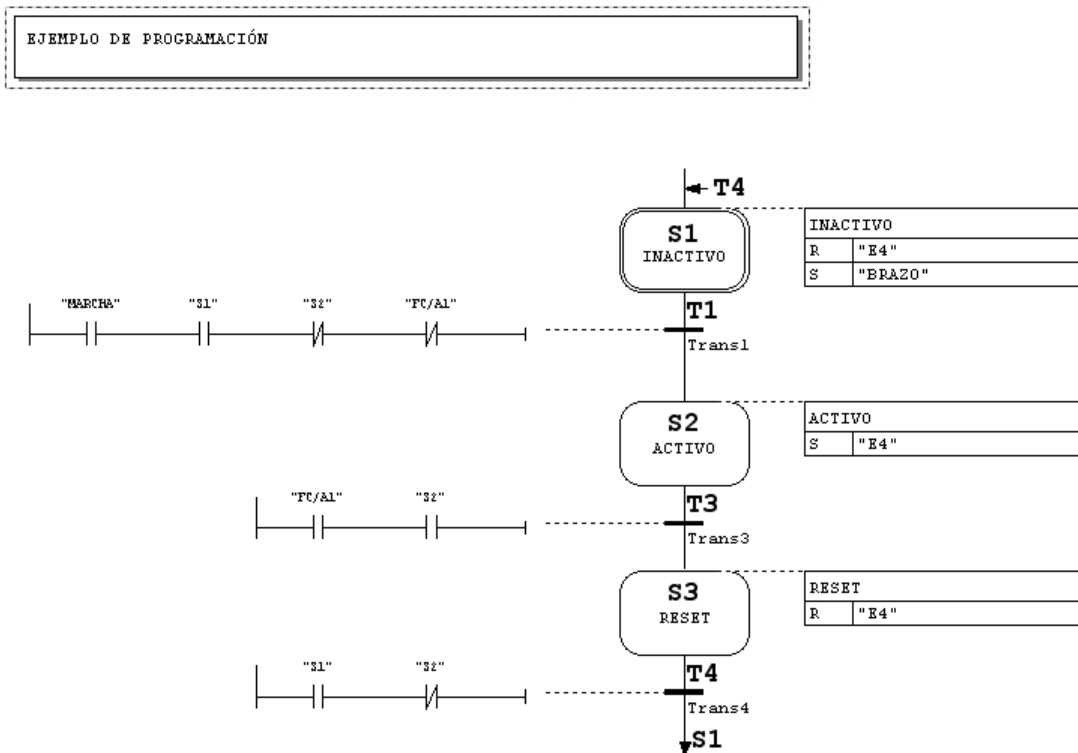 EJEMPLO DE PROGRAMACIÓN
T4
S1
INACTIVO
INACTIVO
R "E4"
S "BRAZO"
"MARCHA" "S1" "S2" "FC/A1"
T1
Trans1
S2
ACTIVO
ACTIVO
S "E4"
"FC/A1" "S2"
T3
Trans3
S3
RESET
RESET
R "E4"
"S1" "S2"
T4
Trans4
S1